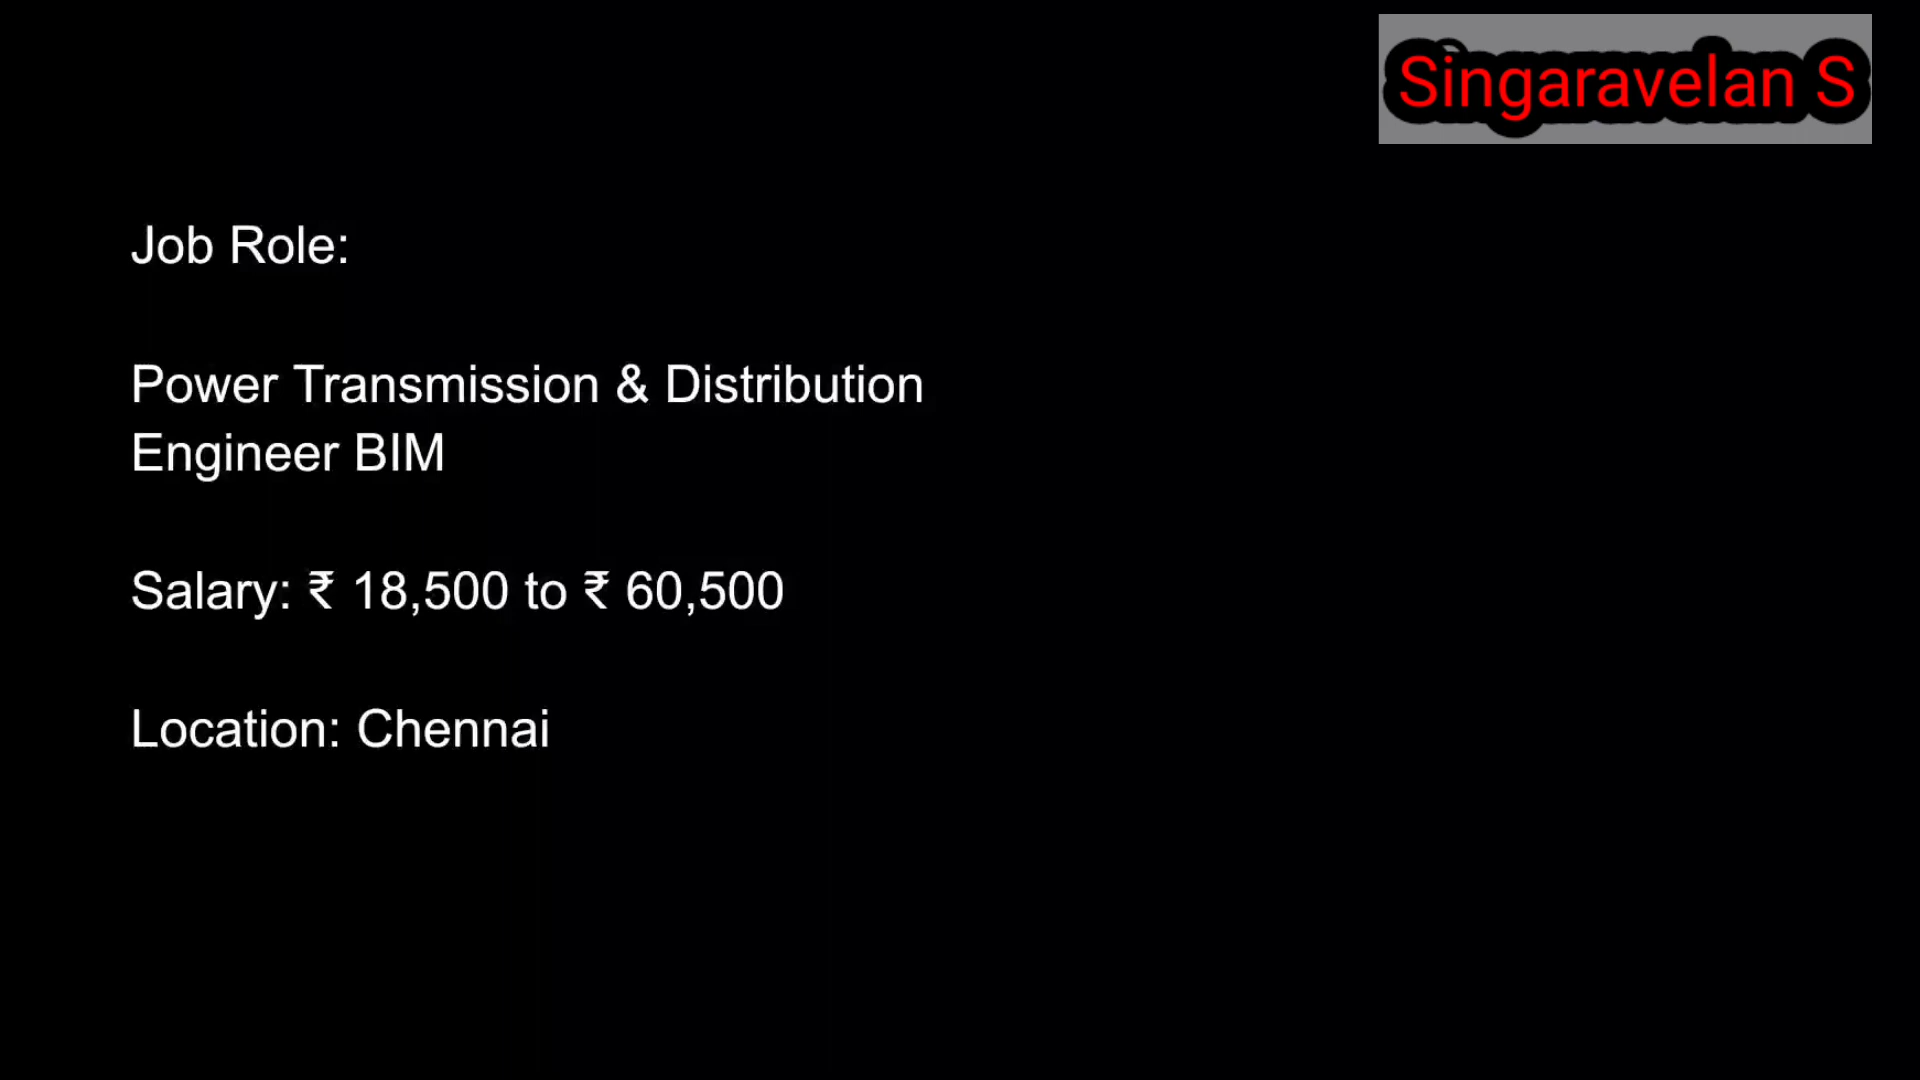 Singaravelan S
Job Role:
Power Transmission & Distribution
Engineer BIM
Salary: ₹ 18,500 to ₹ 60,500
Location: Chennai